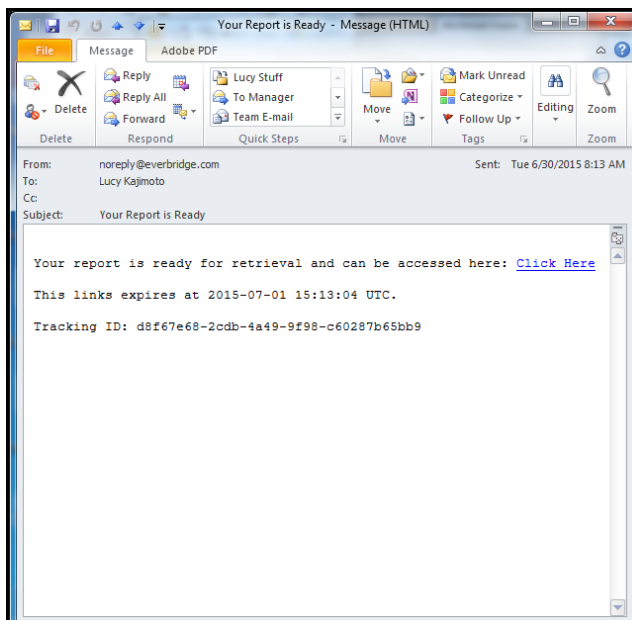 Your Report is Ready - Message (HTML)
File Message Adobe PDF
Delete
Reply
Reply All
Forward
Lucy Stuff
To Manager
Team E-mail
Move
Mark Unread
Categorize
Follow Up
Editing
Zoom
Delete Respond Quick Steps Move Tags Zoom
From: noreply@everbridge.com Sent: Tue 6/30/2015 8:13 AM
To: Lucy Kajimoto
Cc:
Subject: Your Report is Ready
Your report is ready for retrieval and can be accessed here: Click Here
This links expires at 2015-07-01 15:13:04 UTC.
Tracking ID: d8f67e68-2cdb-4a49-9f98-c60287b65bb9